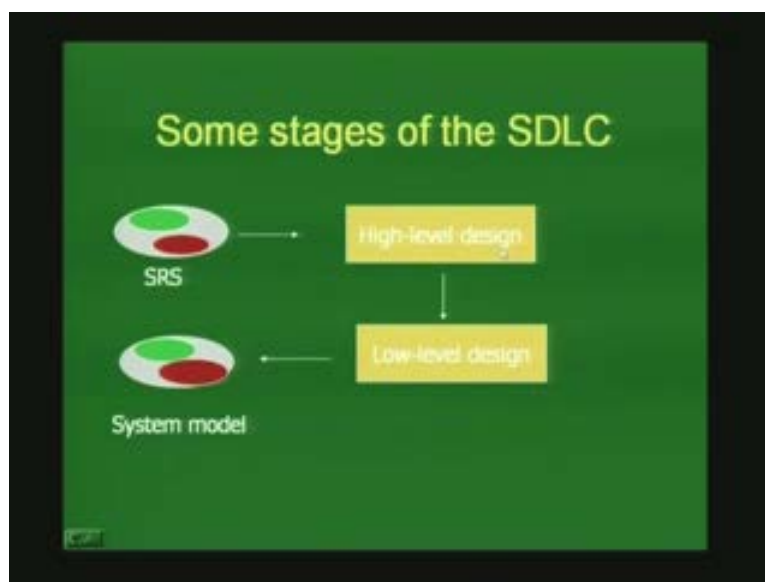 Some stages of the SDLC
High-level design
SRS
Low-level design
System model